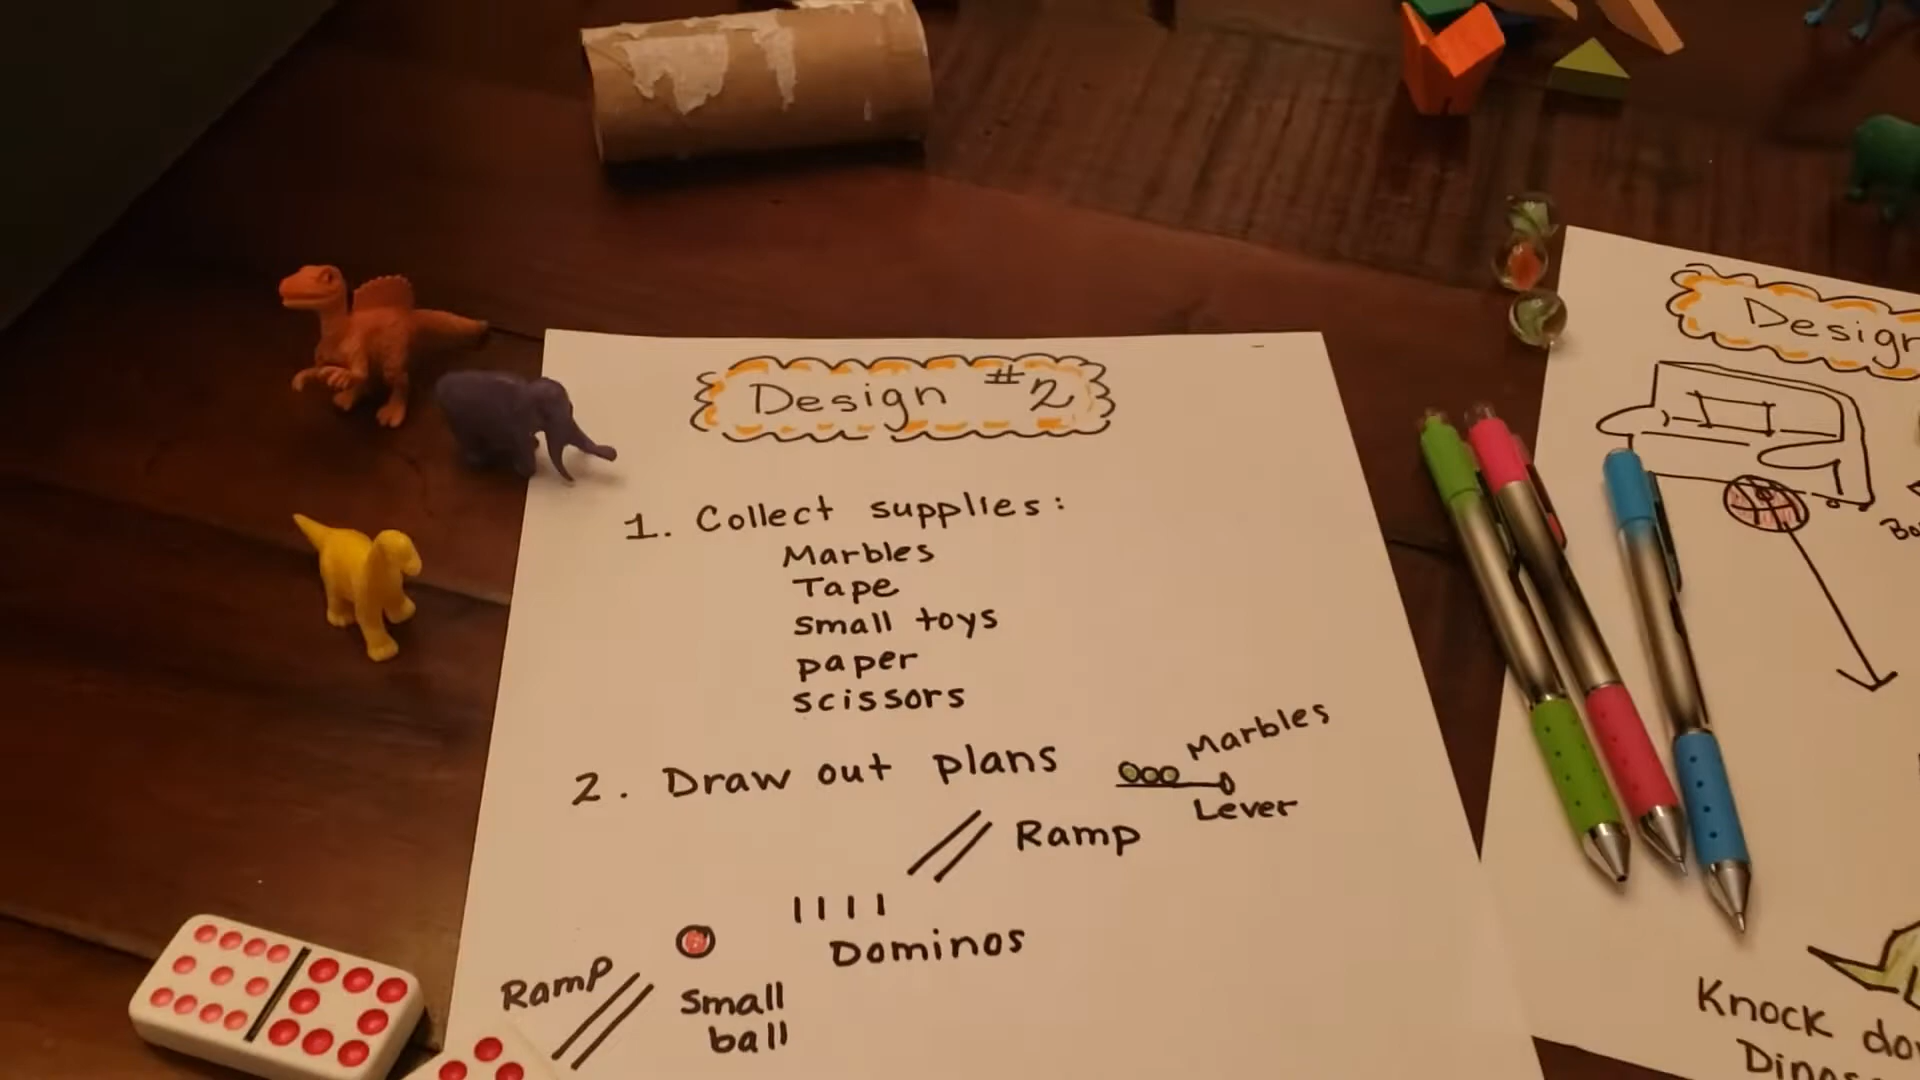 Design #2
1. Collect supplies:
Marbles
Tape
Small toys
paper
scissors
2. Draw out plans
Marbles
Lever
Ramp
Dominos
Small
ball
Ramp
Knock